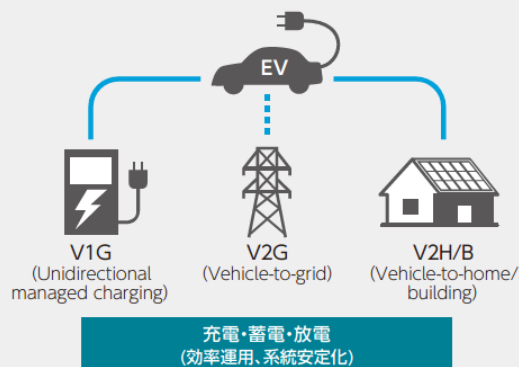 EV
V1G
(Unidirectional
managed charging)
V2G
(Vehicle-to-grid)
V2H/B
(Vehicle-to-home/
building)
充電・蓄電・放電
(効率運用、系統安定化)